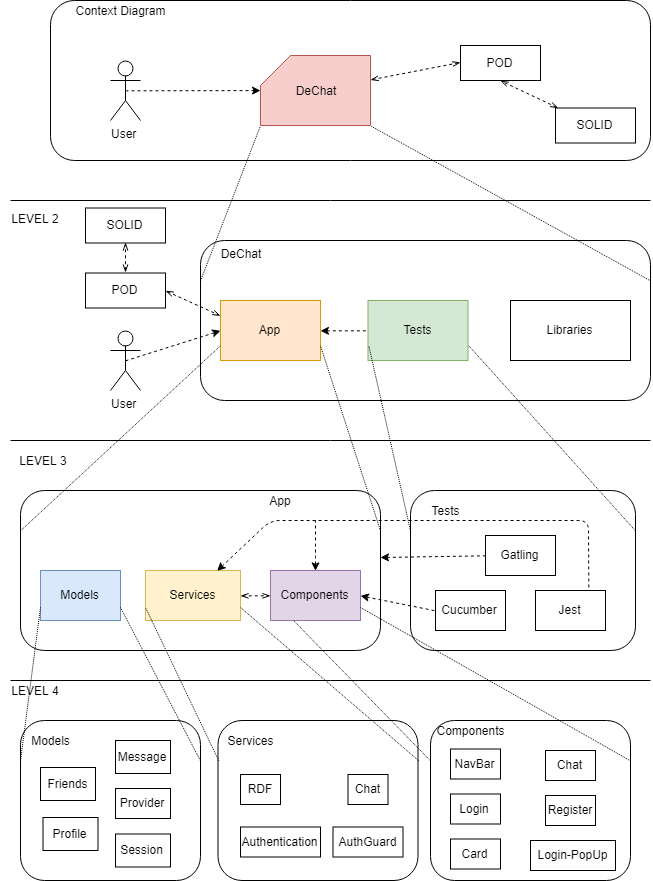 Context Diagram
DeChat
POD
SOLID
User
LEVEL 2
SOLID
DeChat
POD
App
Tests
Libraries
User
LEVEL 3
App
Tests
Gatling
Models
Services
Components
Cucumber
Jest
LEVEL 4
Models
Message
Friends
Provider
Profile
Session
Services
RDF
Chat
Authentication
AuthGuard
Components
NavBar
Chat
Login
Register
Card
Login-PopUp